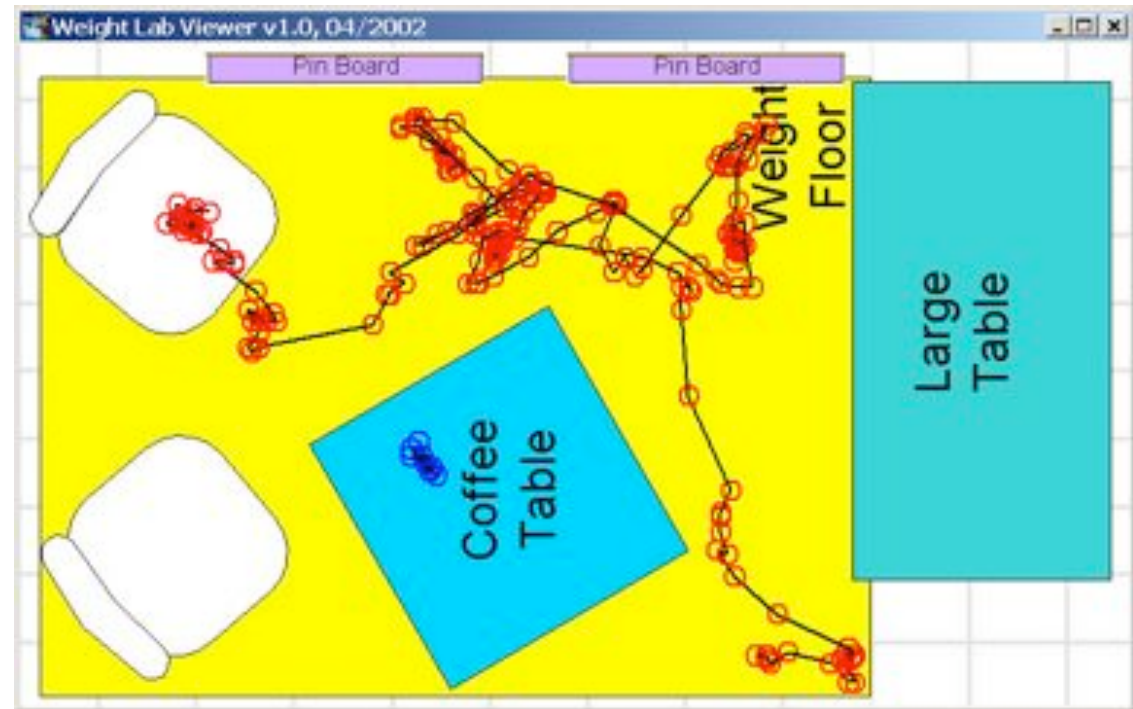 Weight Lab Viewer v1.0, 04/2002
Pin Board
Pin Board
Weight
Floor
Large
Table
Coffee
Table